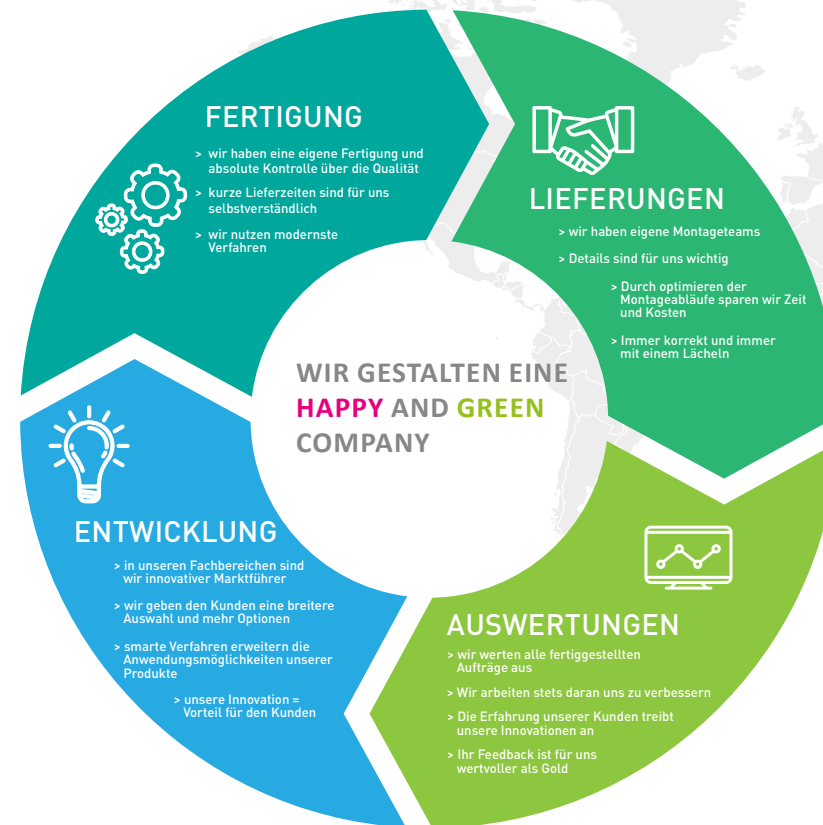 FERTIGUNG
> wir haben eine eigene Fertigung und
absolute Kontrolle über die Qualität
> kurze Lieferzeiten sind für uns
selbstverständlich
> wir nutzen modernste
Verfahren
LIEFERUNGEN
> wir haben eigene Montageteams
> Details sind für uns wichtig
> Durch optimieren der
Montageabläufe sparen wir Zeit
und Kosten
> Immer korrekt und immer
mit einem Lächeln
WIR GESTALTEN EINE
HAPPY AND GREEN
COMPANY
ENTWICKLUNG
> in unseren Fachbereichen sind
wir innovativer Marktführer
> wir geben den Kunden eine breitere
Auswahl und mehr Optionen
> smarte Verfahren erweitern die
Anwendungsmöglichkeiten unserer
Produkte
> unsere Innovation =
Vorteil für den Kunden
AUSWERTUNGEN
> wir werten alle fertiggestellten
Aufträge aus
> Wir arbeiten stets daran uns zu verbessern
> Die Erfahrung unserer Kunden treibt
unsere Innovationen an
> Ihr Feedback ist für uns
wertvoller als Gold